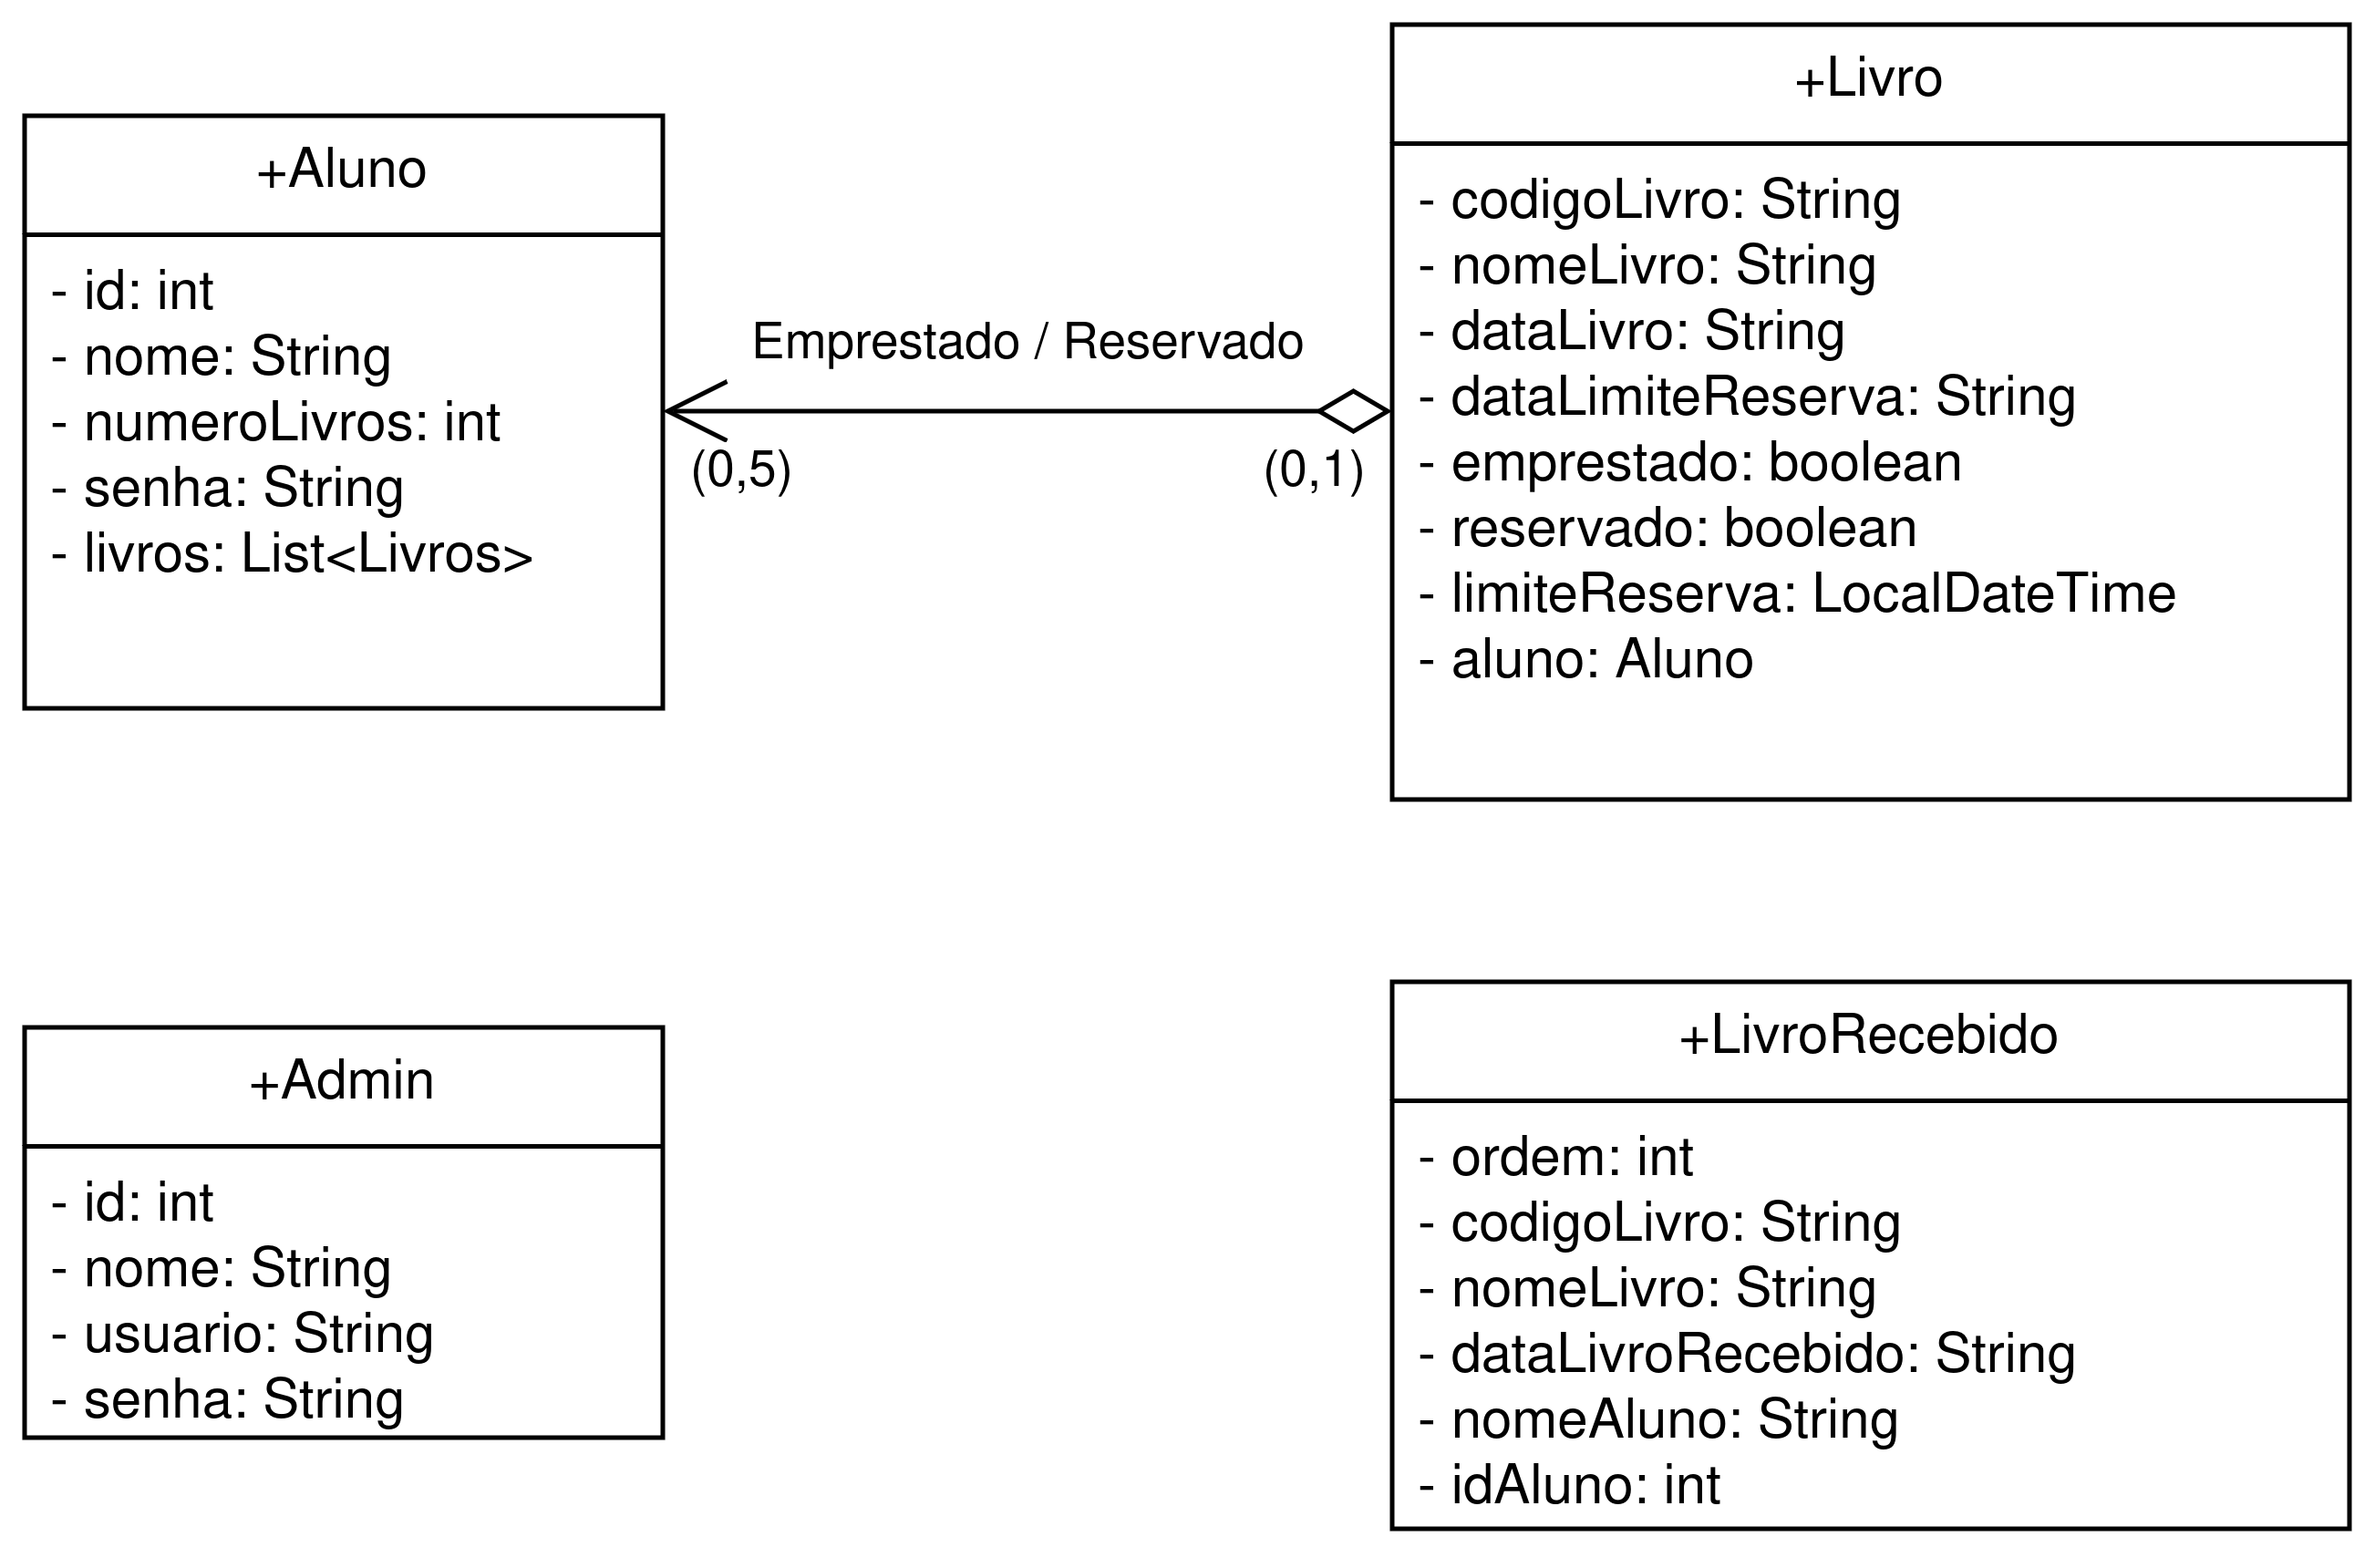 +Aluno
- id: int
- nome: String
- numeroLivros: int
- senha: String
- livros: List<Livros>
Emprestado / Reservado
(0,5)
(0,1)
+Livro
- codigoLivro: String
- nomeLivro: String
- dataLivro: String
- dataLimiteReserva: String
- emprestado: boolean
- reservado: boolean
- limiteReserva: LocalDateTime
- aluno: Aluno
+Admin
- id: int
- nome: String
- usuario: String
- senha: String
+LivroRecebido
- ordem: int
- codigoLivro: String
- nomeLivro: String
- dataLivroRecebido: String
- nomeAluno: String
- idAluno: int